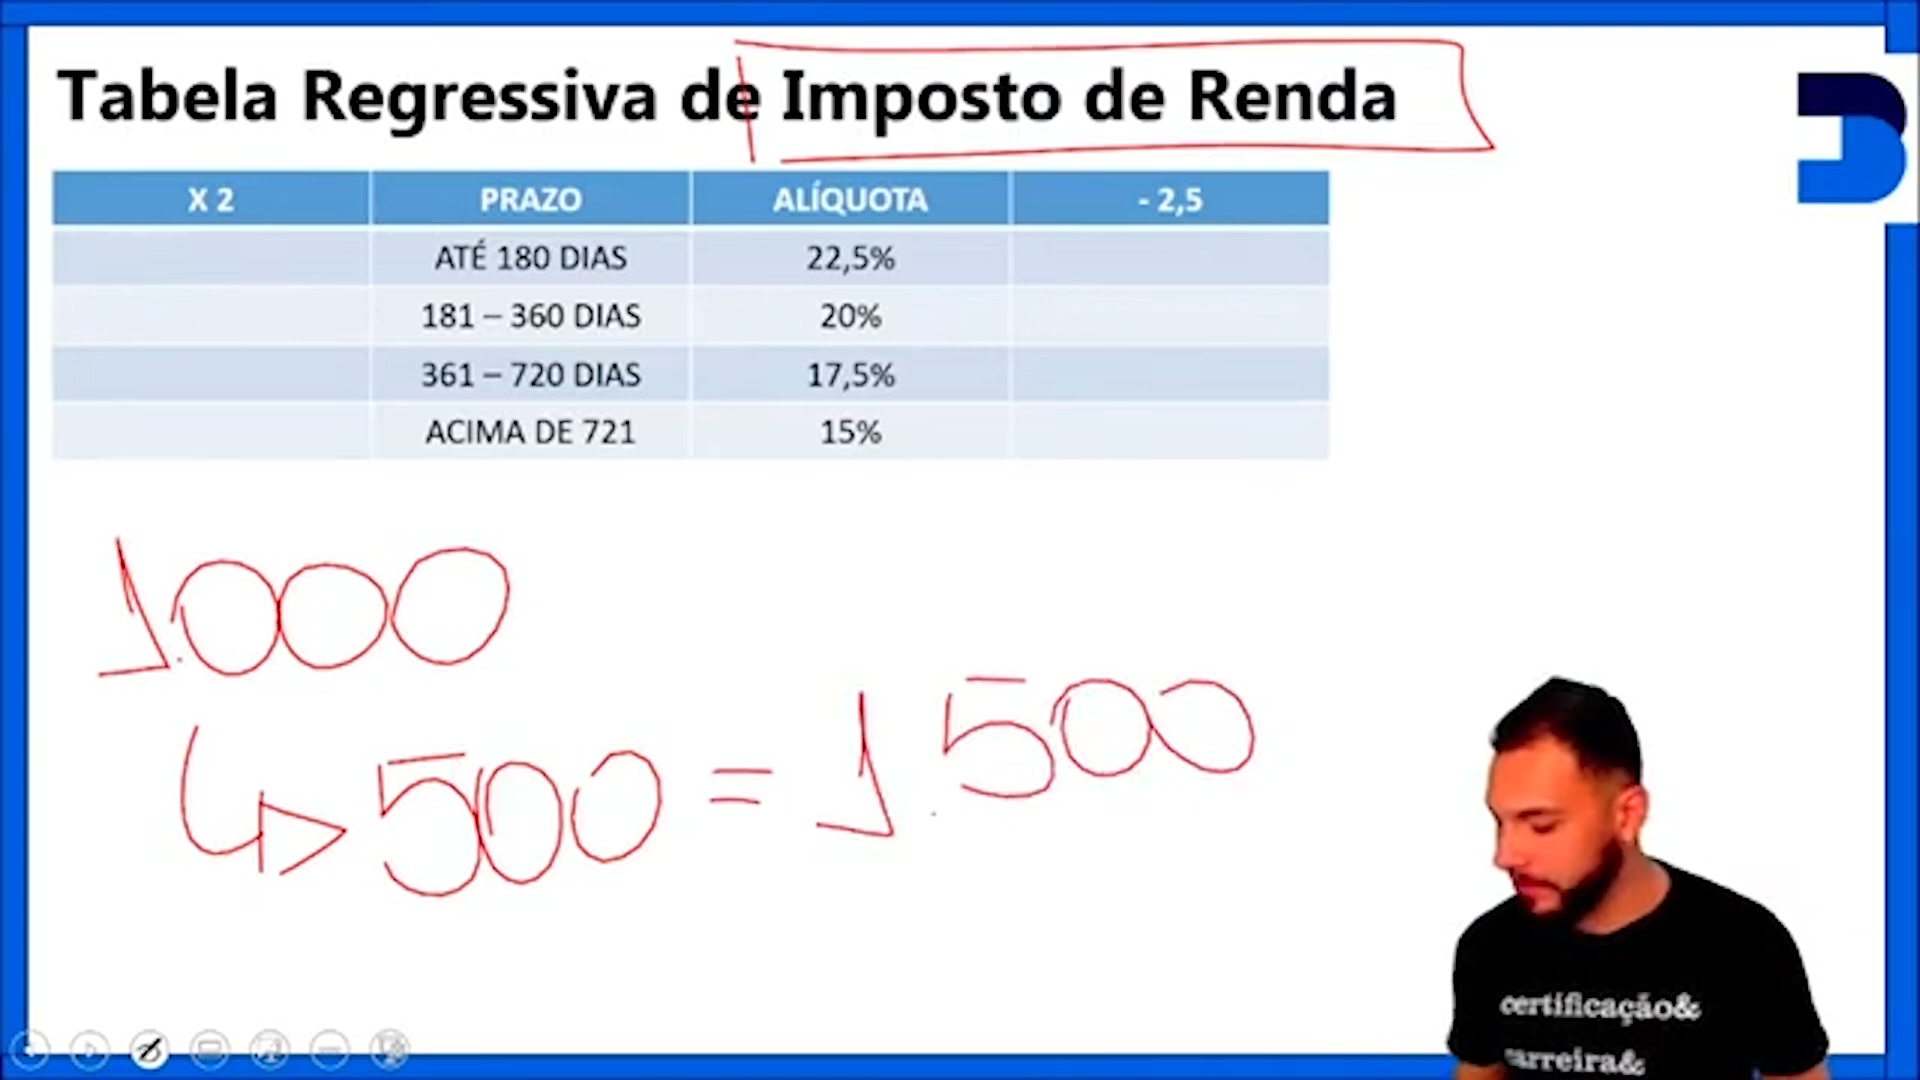 Tabela Regressiva de Imposto de Renda
X 2 PRAZO ALÍQUOTA - 2,5
ATÉ 180 DIAS 22,5%
181 – 360 DIAS 20%
361 – 720 DIAS 17,5%
ACIMA DE 721 15%
1.000
500 = 1.500
certificação&
carreira&